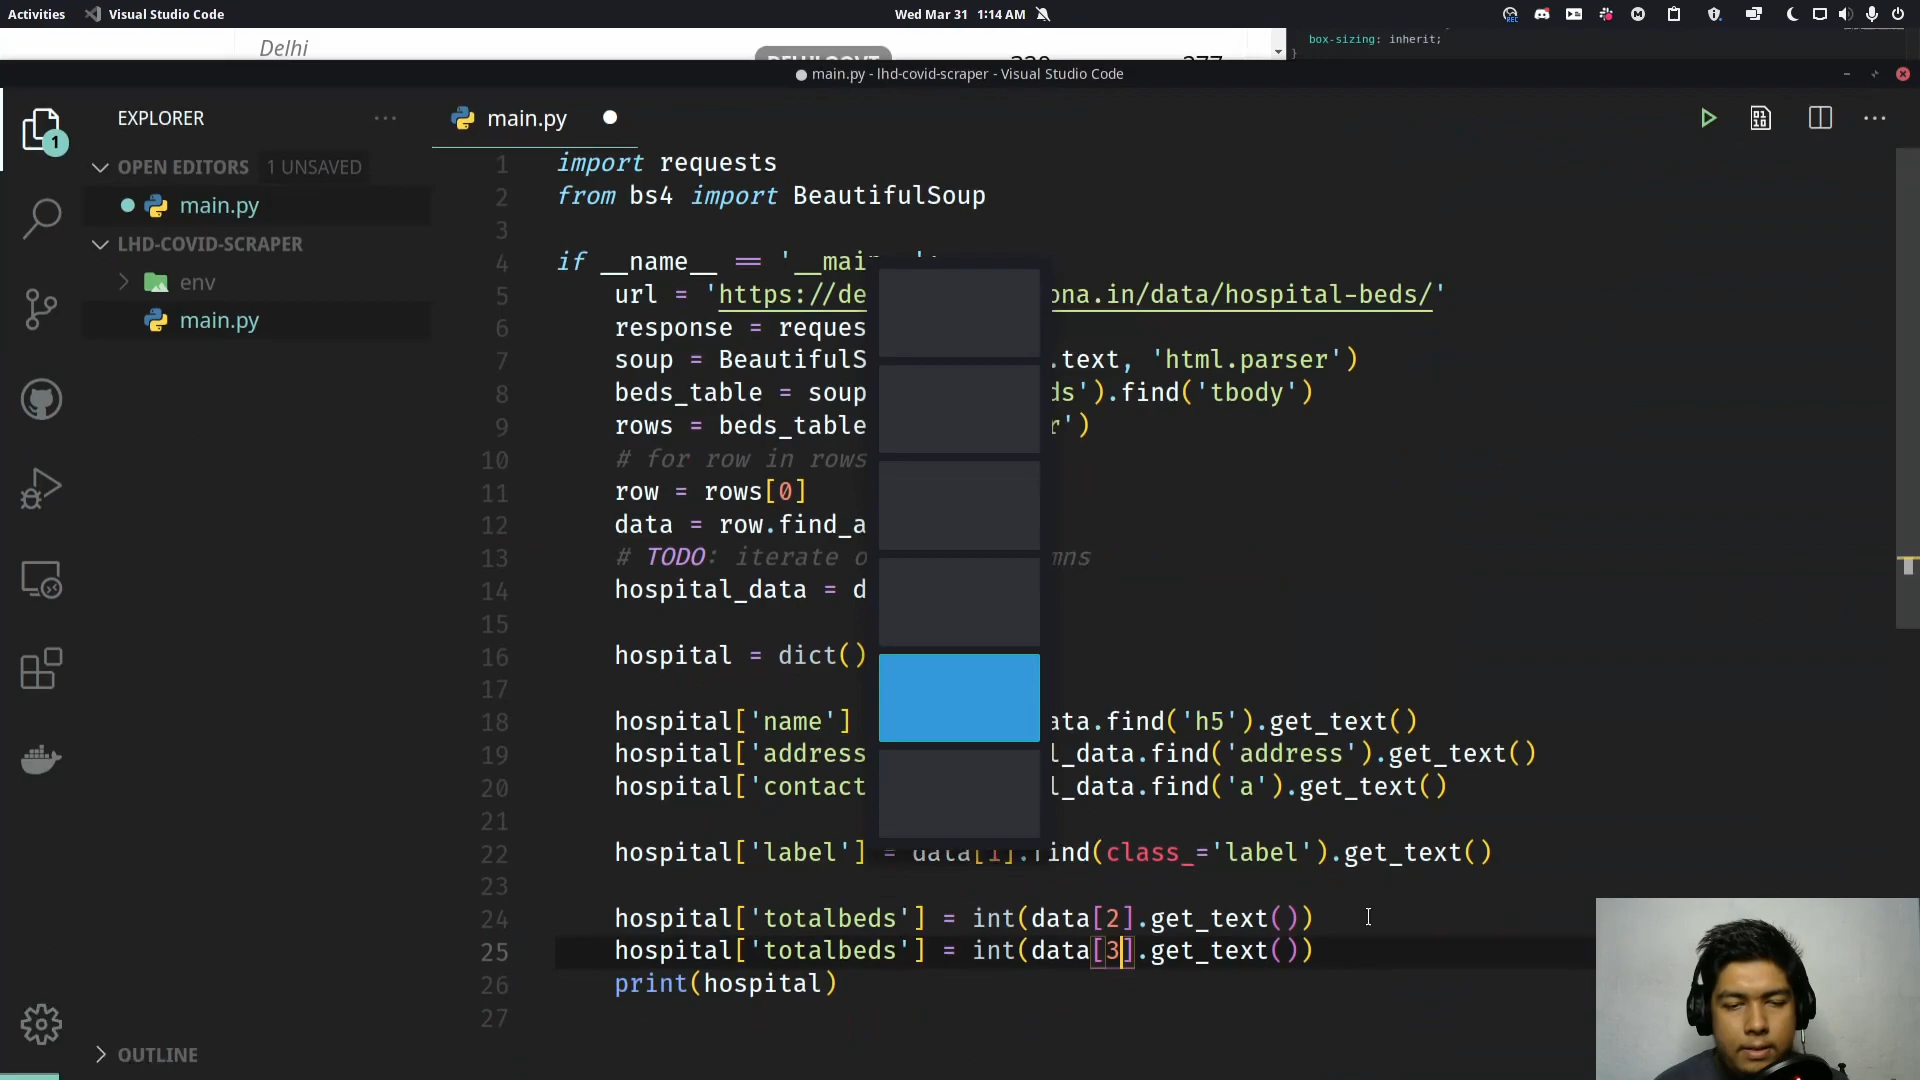 Activities Visual Studio Code Wed Mar 31 1:14 AM
Delhi
box-sizing: inherit;
}
main.py - lhd-covid-scraper - Visual Studio Code
EXPLORER
main.py
1
OPEN EDITORS 1 UNSAVED
main.py
LHD-COVID-SCRAPER
env
main.py
OUTLINE
1 import requests
2 from bs4 import BeautifulSoup
3
4 if __name__ == '__main
5 url = 'https://de ona.in/data/hospital-beds/'
6 response = reques
7 soup = BeautifulS .text, 'html.parser')
8 beds_table = soup ds').find('tbody')
9 rows = beds_table r')
10 # for row in rows
11 row = rows[0]
12 data = row.find_a
13 # TODO: iterate o mns
14 hospital_data = d
15
16 hospital = dict()
17
18 hospital['name'] ata.find('h5').get_text()
19 hospital['address l_data.find('address').get_text()
20 hospital['contact l_data.find('a').get_text()
21
22 hospital['label'] = data[1].find(class_='label').get_text()
23
24 hospital['totalbeds'] = int(data[2].get_text())
25 hospital['totalbeds'] = int(data[3].get_text())
26 print(hospital)
27